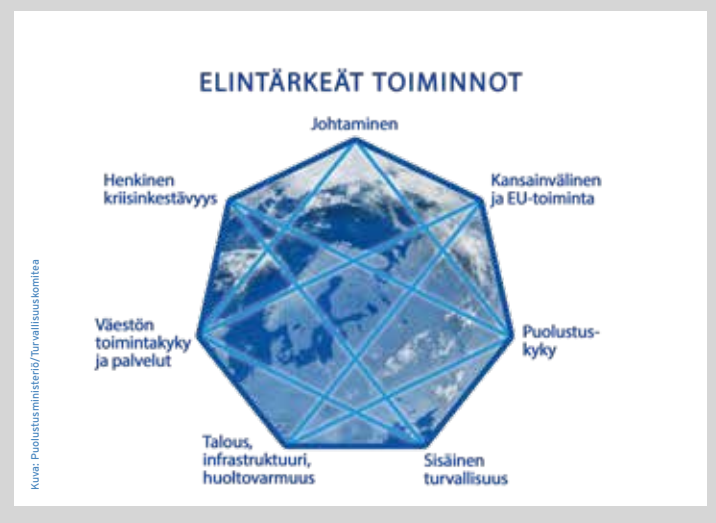 ELINTÄRKEÄT TOIMINNOT
Johtaminen
Henkinen
kriisinkestävyys
Kansainvälinen
ja EU-toiminta
Väestön
toimintakyky
ja palvelut
Puolustus-
kyky
Talous,
infrastruktuuri,
huoltovarmuus
Sisäinen
turvallisuus
Kuva: Puolustusministeriö/Turvallisuuskomitea